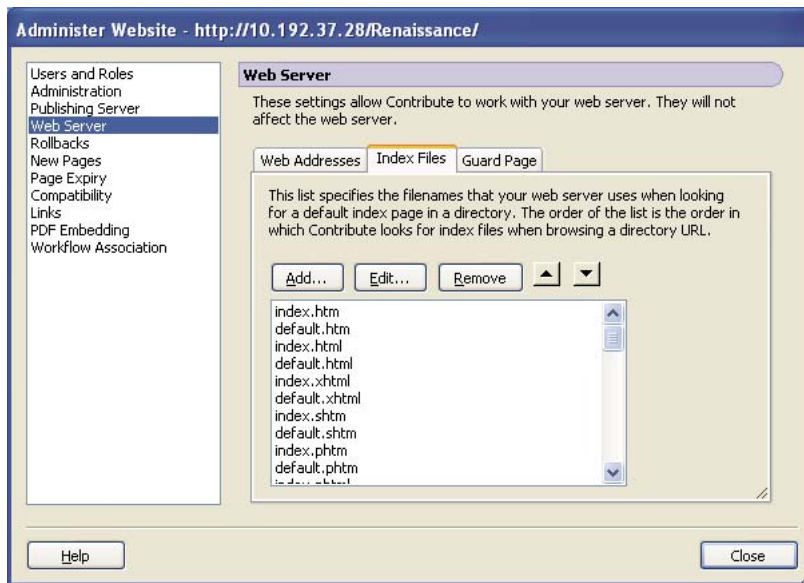 Administer Website - http://10.192.37.28/Renaissance/
Users and Roles
Administration
Publishing Server
Web Server
Rollbacks
New Pages
Page Expiry
Compatibility
Links
PDF Embedding
Workflow Association
Web Server
These settings allow Contribute to work with your web server. They will not
affect the web server.
Web Addresses
Index Files
Guard Page
This list specifies the filenames that your web server uses when looking
for a default index page in a directory. The order of the list is the order in
which Contribute looks for index files when browsing a directory URL.
Add...
Edit...
Remove
index.htm
default.htm
index.html
default.html
index.xhtml
default.xhtml
index.shtm
default.shtm
index.phtm
default.phtm
Help
Close